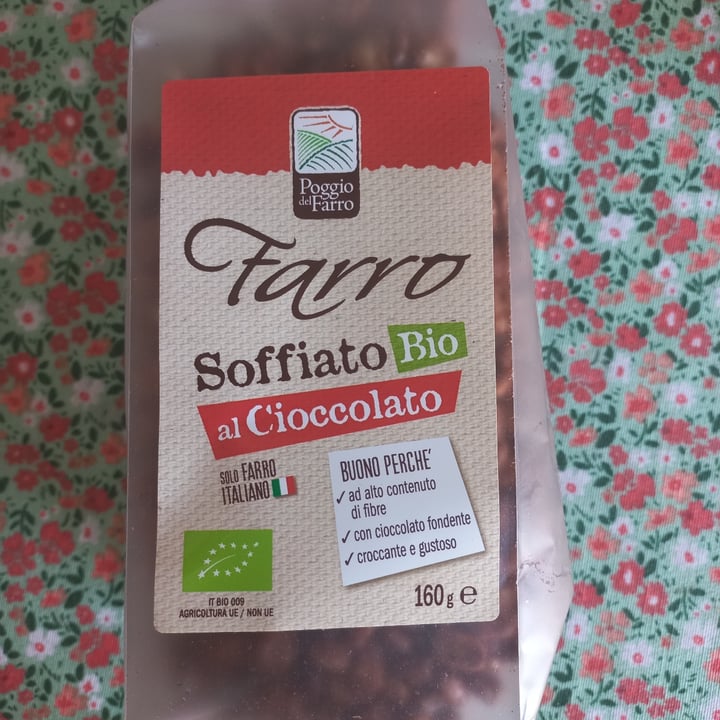 Poggio
del Farro
Farro
Soffiato Bio
al Cioccolato
SOLO FARRO
ITALIANO
BUONO PERCHE'
✓ ad alto contenuto
di fibre
✓ con cioccolato fondente
✓ croccante e gustoso
IT BIO 009
AGRICOLTURA UE / NON UE
160 g ℮